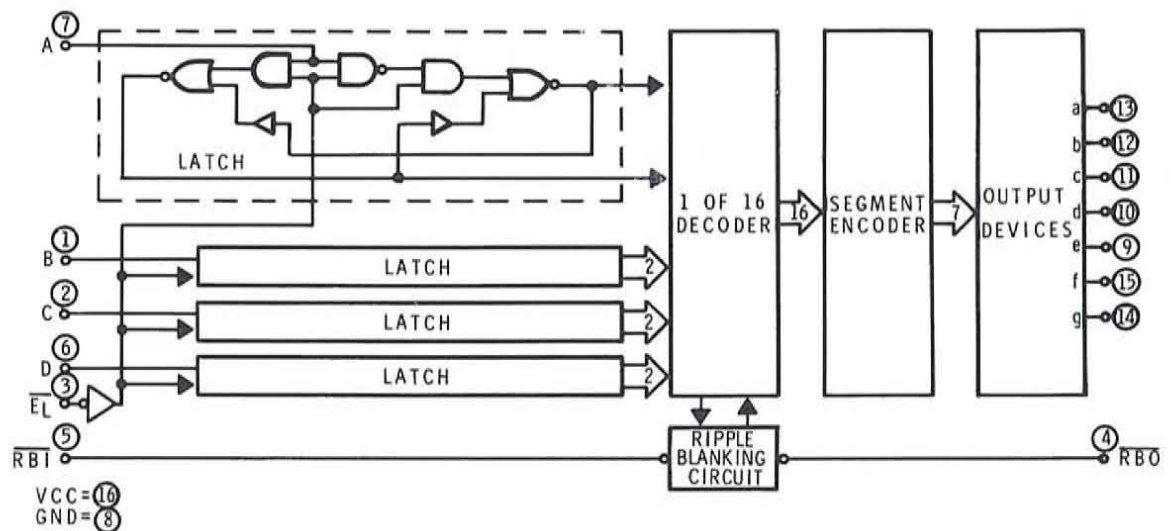 7
A
LATCH
1
B
LATCH
2
2
C
LATCH
2
6
D
LATCH
2
3
EL
5
RBI
VCC=16
GND=8
1 OF 16
DECODER
16
SEGMENT
ENCODER
7
OUTPUT
DEVICES
a 13
b 12
c 11
d 10
e 9
f 15
g 14
RIPPLE
BLANKING
CIRCUIT
4
RBO